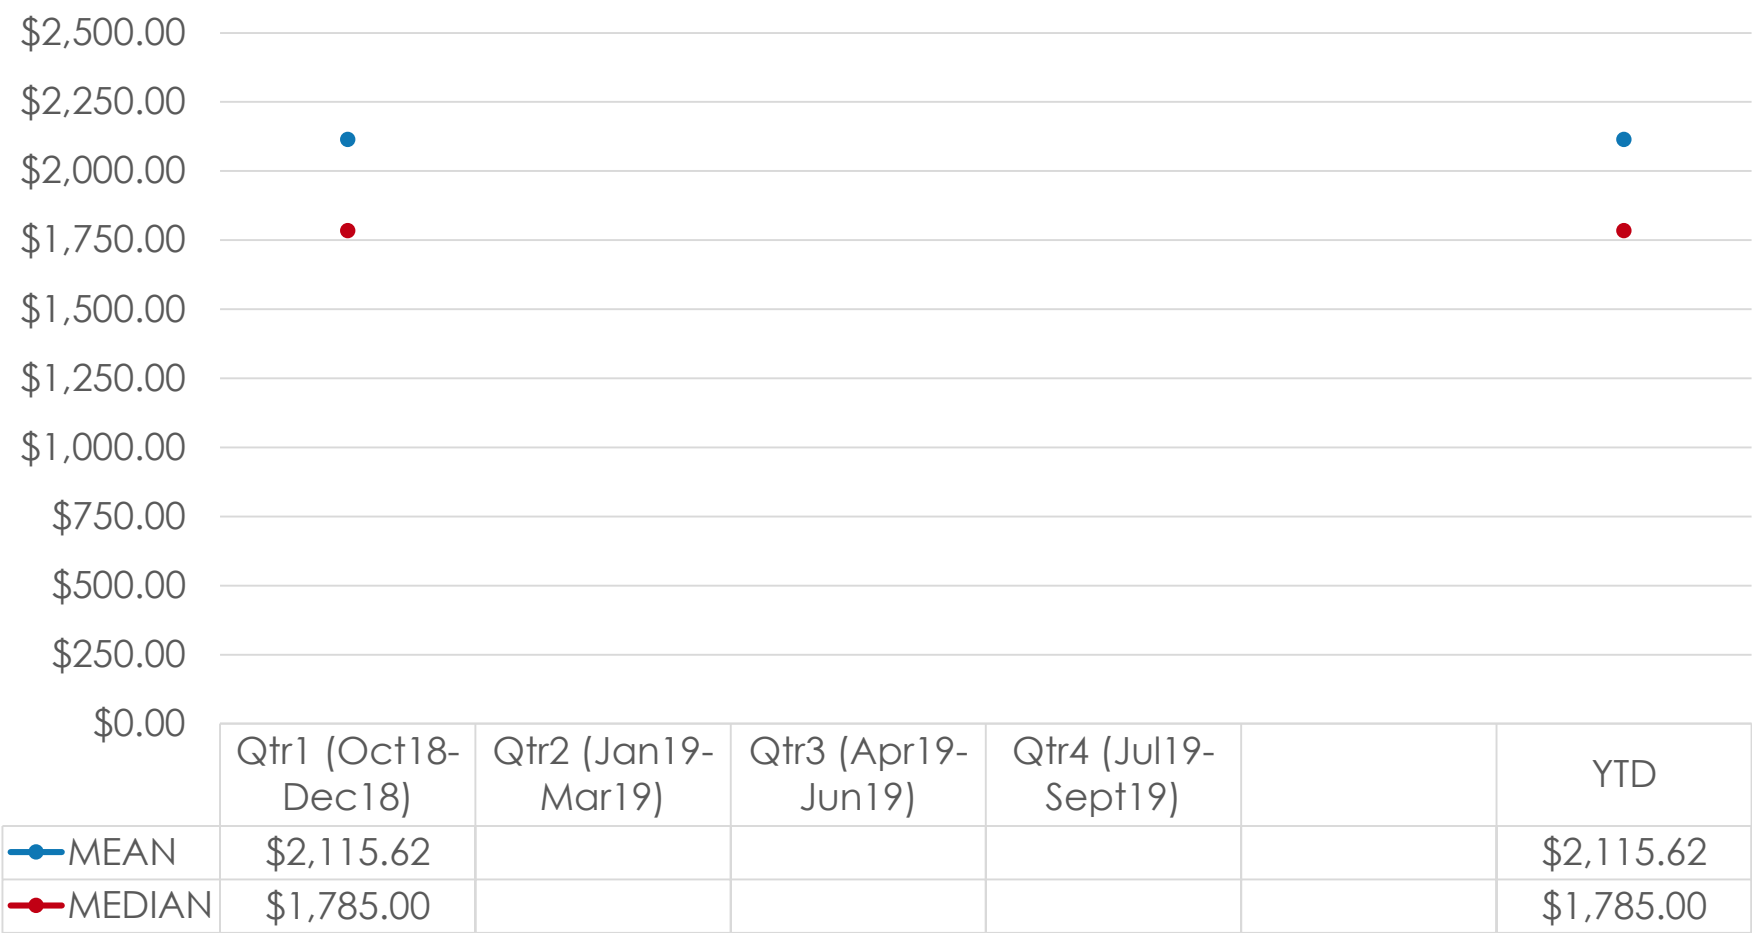 $2,500.00
$2,250.00
$2,000.00
$1,750.00
$1,500.00
$1,250.00
$1,000.00
$750.00
$500.00
$250.00
$0.00
Qtr1 (Oct18-
Dec18)
Qtr2 (Jan19-
Mar19)
Qtr3 (Apr19-
Jun19)
Qtr4 (Jul19-
Sept19)
YTD
MEAN $2,115.62 $2,115.62
MEDIAN $1,785.00 $1,785.00